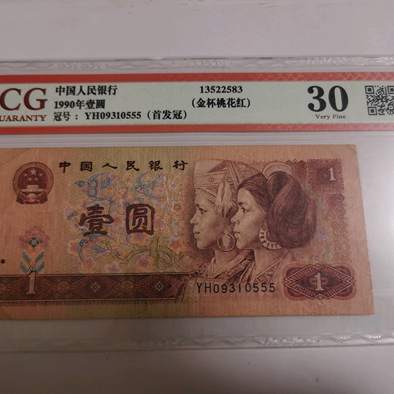 CG
UARANTY
中国人民银行
1990年壹圆
冠号：YH09310555（首发冠）
13522583
（金杯桃花红）
30
Very Fine
中国人民银行
1
壹圆
1
1
YH09310555